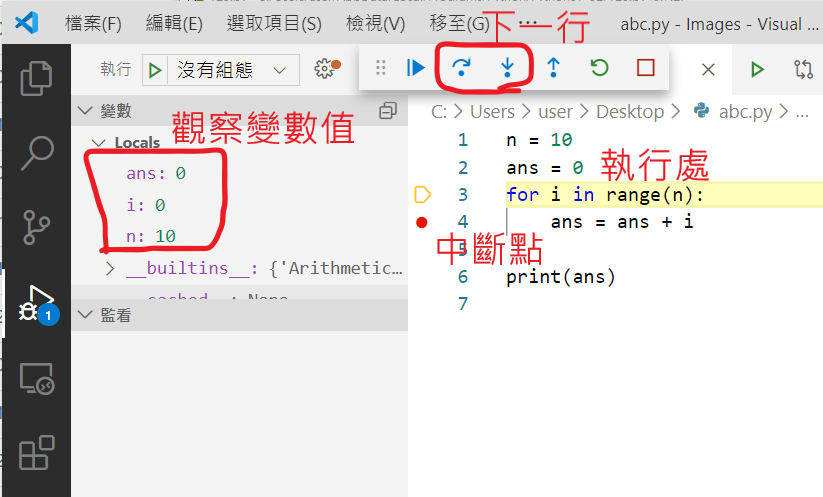 檔案(F) 編輯(E) 選取項目(S) 檢視(V) 移至(G) ··· abc.py - Images - Visual ...
下一行
執行 沒有組態
變數
Locals
觀察變數值
ans: 0
i: 0
n: 10
__builtins__: {'Arithmetic…
__cached__: None
監看
1
C: > Users > user > Desktop > abc.py > ...
1 n = 10
2 ans = 0
執行處
3 for i in range(n):
4 ans = ans + i
中斷點
5
6 print(ans)
7